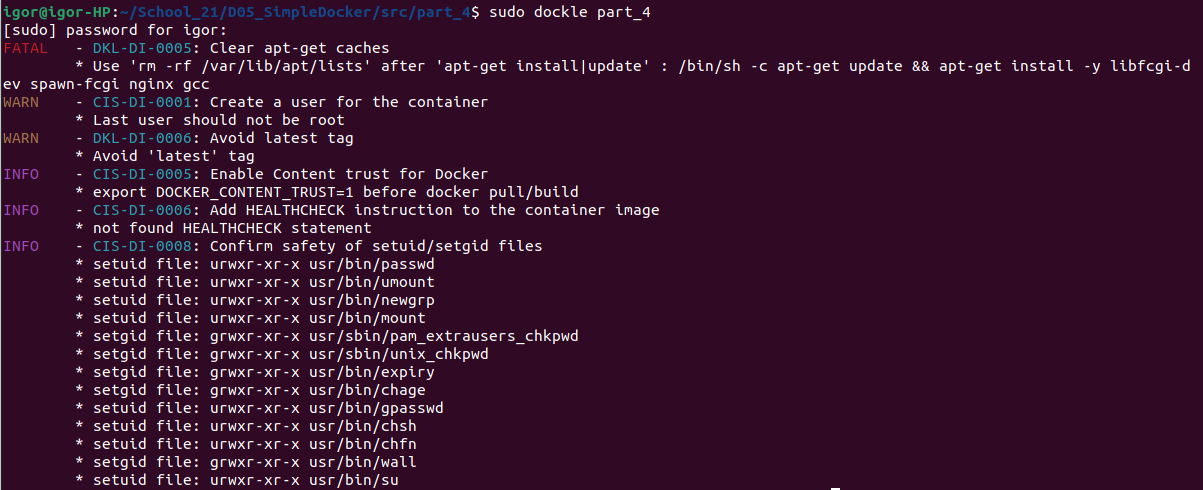 igor@igor-HP:~/School_21/D05_SimpleDocker/src/part_4$ sudo dockle part_4
[sudo] password for igor:
FATAL   - DKL-DI-0005: Clear apt-get caches
        * Use 'rm -rf /var/lib/apt/lists' after 'apt-get install|update' : /bin/sh -c apt-get update && apt-get install -y libfcgi-d
ev spawn-fcgi nginx gcc
WARN    - CIS-DI-0001: Create a user for the container
        * Last user should not be root
WARN    - DKL-DI-0006: Avoid latest tag
        * Avoid 'latest' tag
INFO    - CIS-DI-0005: Enable Content trust for Docker
        * export DOCKER_CONTENT_TRUST=1 before docker pull/build
INFO    - CIS-DI-0006: Add HEALTHCHECK instruction to the container image
        * not found HEALTHCHECK statement
INFO    - CIS-DI-0008: Confirm safety of setuid/setgid files
        * setuid file: urwxr-xr-x usr/bin/passwd
        * setuid file: urwxr-xr-x usr/bin/umount
        * setuid file: urwxr-xr-x usr/bin/newgrp
        * setuid file: urwxr-xr-x usr/bin/mount
        * setgid file: grwxr-xr-x usr/sbin/pam_extrausers_chkpwd
        * setgid file: grwxr-xr-x usr/sbin/unix_chkpwd
        * setgid file: grwxr-xr-x usr/bin/expiry
        * setgid file: grwxr-xr-x usr/bin/chage
        * setuid file: urwxr-xr-x usr/bin/gpasswd
        * setuid file: urwxr-xr-x usr/bin/chsh
        * setuid file: urwxr-xr-x usr/bin/chfn
        * setgid file: grwxr-xr-x usr/bin/wall
        * setuid file: urwxr-xr-x usr/bin/su